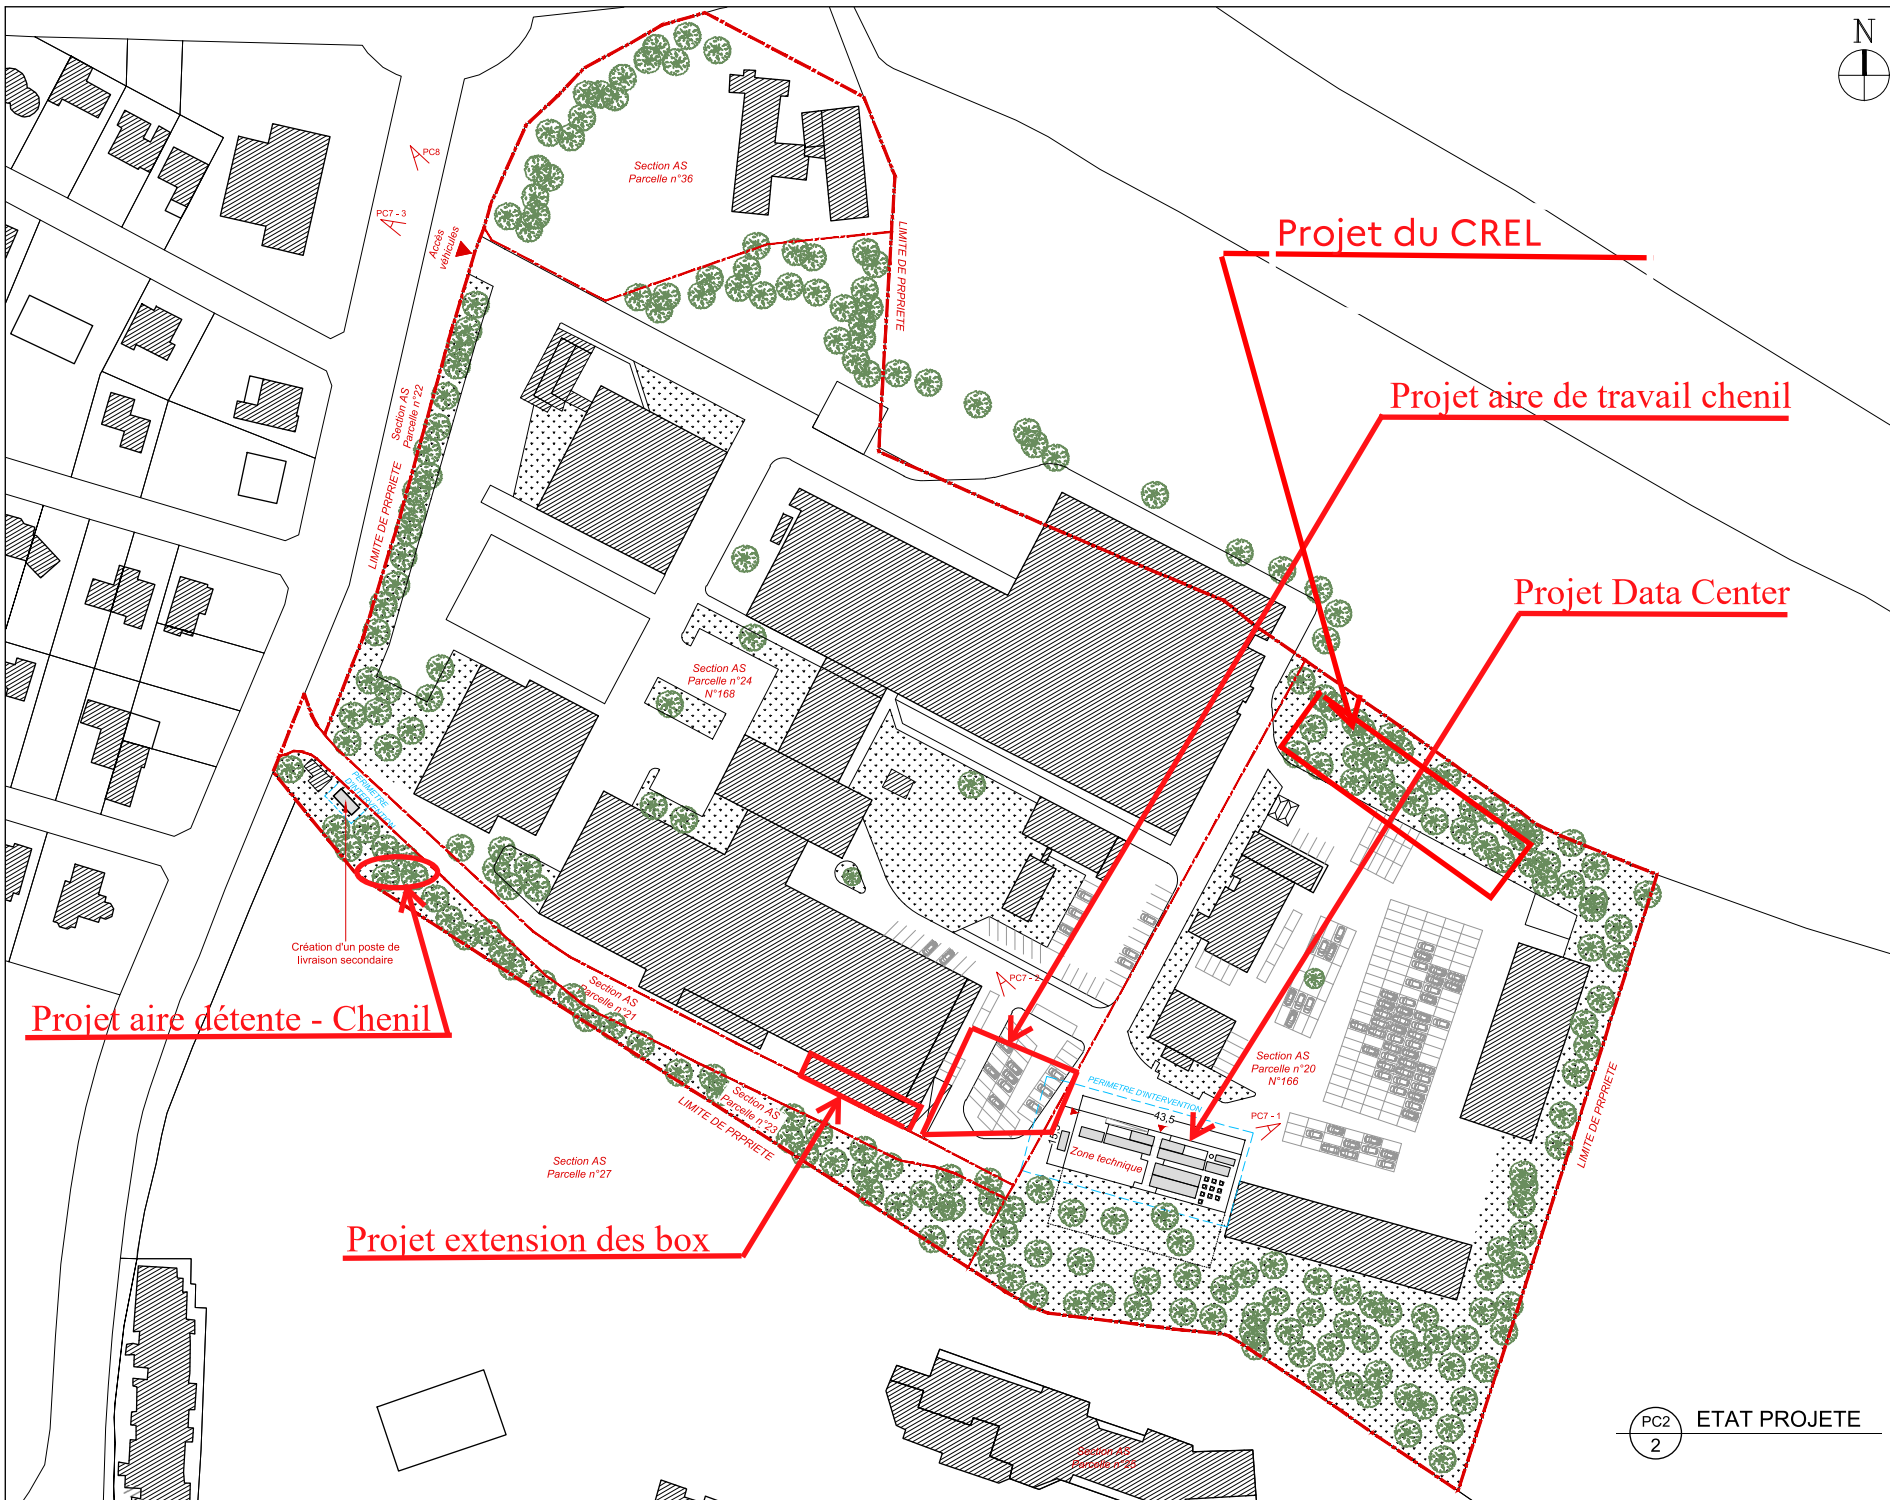 N
PC8
PC7 - 3
Accès
véhicules
Section AS
Parcelle n°36
LIMITE DE PRPRIETE
Projet du CREL
Projet aire de travail chenil
Section AS
Parcelle n°22
LIMITE DE PRPRIETE
Projet Data Center
Section AS
Parcelle n°24
N°168
PERIMETRE
D'INTERVENTION
Création d'un poste de
livraison secondaire
Projet aire détente - Chenil
Section AS
Parcelle n°21
PC7 - 2
Section AS
Parcelle n°20
N°166
PERIMETRE D'INTERVENTION
PC7 - 1
43,5
Zone technique
Section AS
Parcelle n°23
LIMITE DE PRPRIETE
LIMITE DE PRPRIETE
Section AS
Parcelle n°27
Projet extension des box
Section AS
Parcelle n°25
PC2
2
ETAT PROJETE